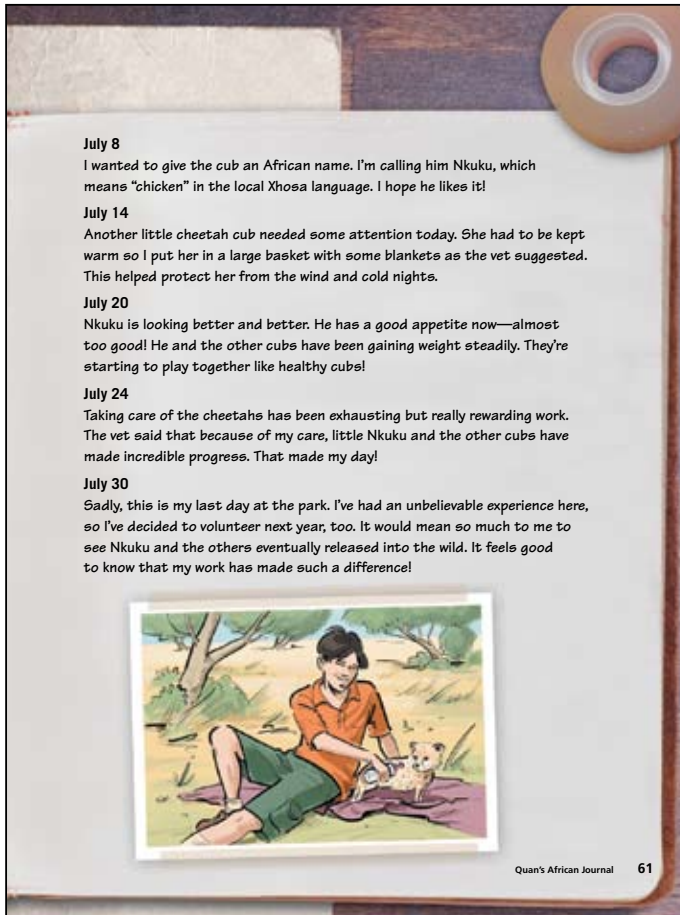 July 8
I wanted to give the cub an African name. I'm calling him Nkuku, which
means “chicken” in the local Xhosa language. I hope he likes it!
July 14
Another little cheetah cub needed some attention today. She had to be kept
warm so I put her in a large basket with some blankets as the vet suggested.
This helped protect her from the wind and cold nights.
July 20
Nkuku is looking better and better. He has a good appetite now—almost
too good! He and the other cubs have been gaining weight steadily. They're
starting to play together like healthy cubs!
July 24
Taking care of the cheetahs has been exhausting but really rewarding work.
The vet said that because of my care, little Nkuku and the other cubs have
made incredible progress. That made my day!
July 30
Sadly, this is my last day at the park. I've had an unbelievable experience here,
so I've decided to volunteer next year, too. It would mean so much to me to
see Nkuku and the others eventually released into the wild. It feels good
to know that my work has made such a difference!
Quan's African Journal 61